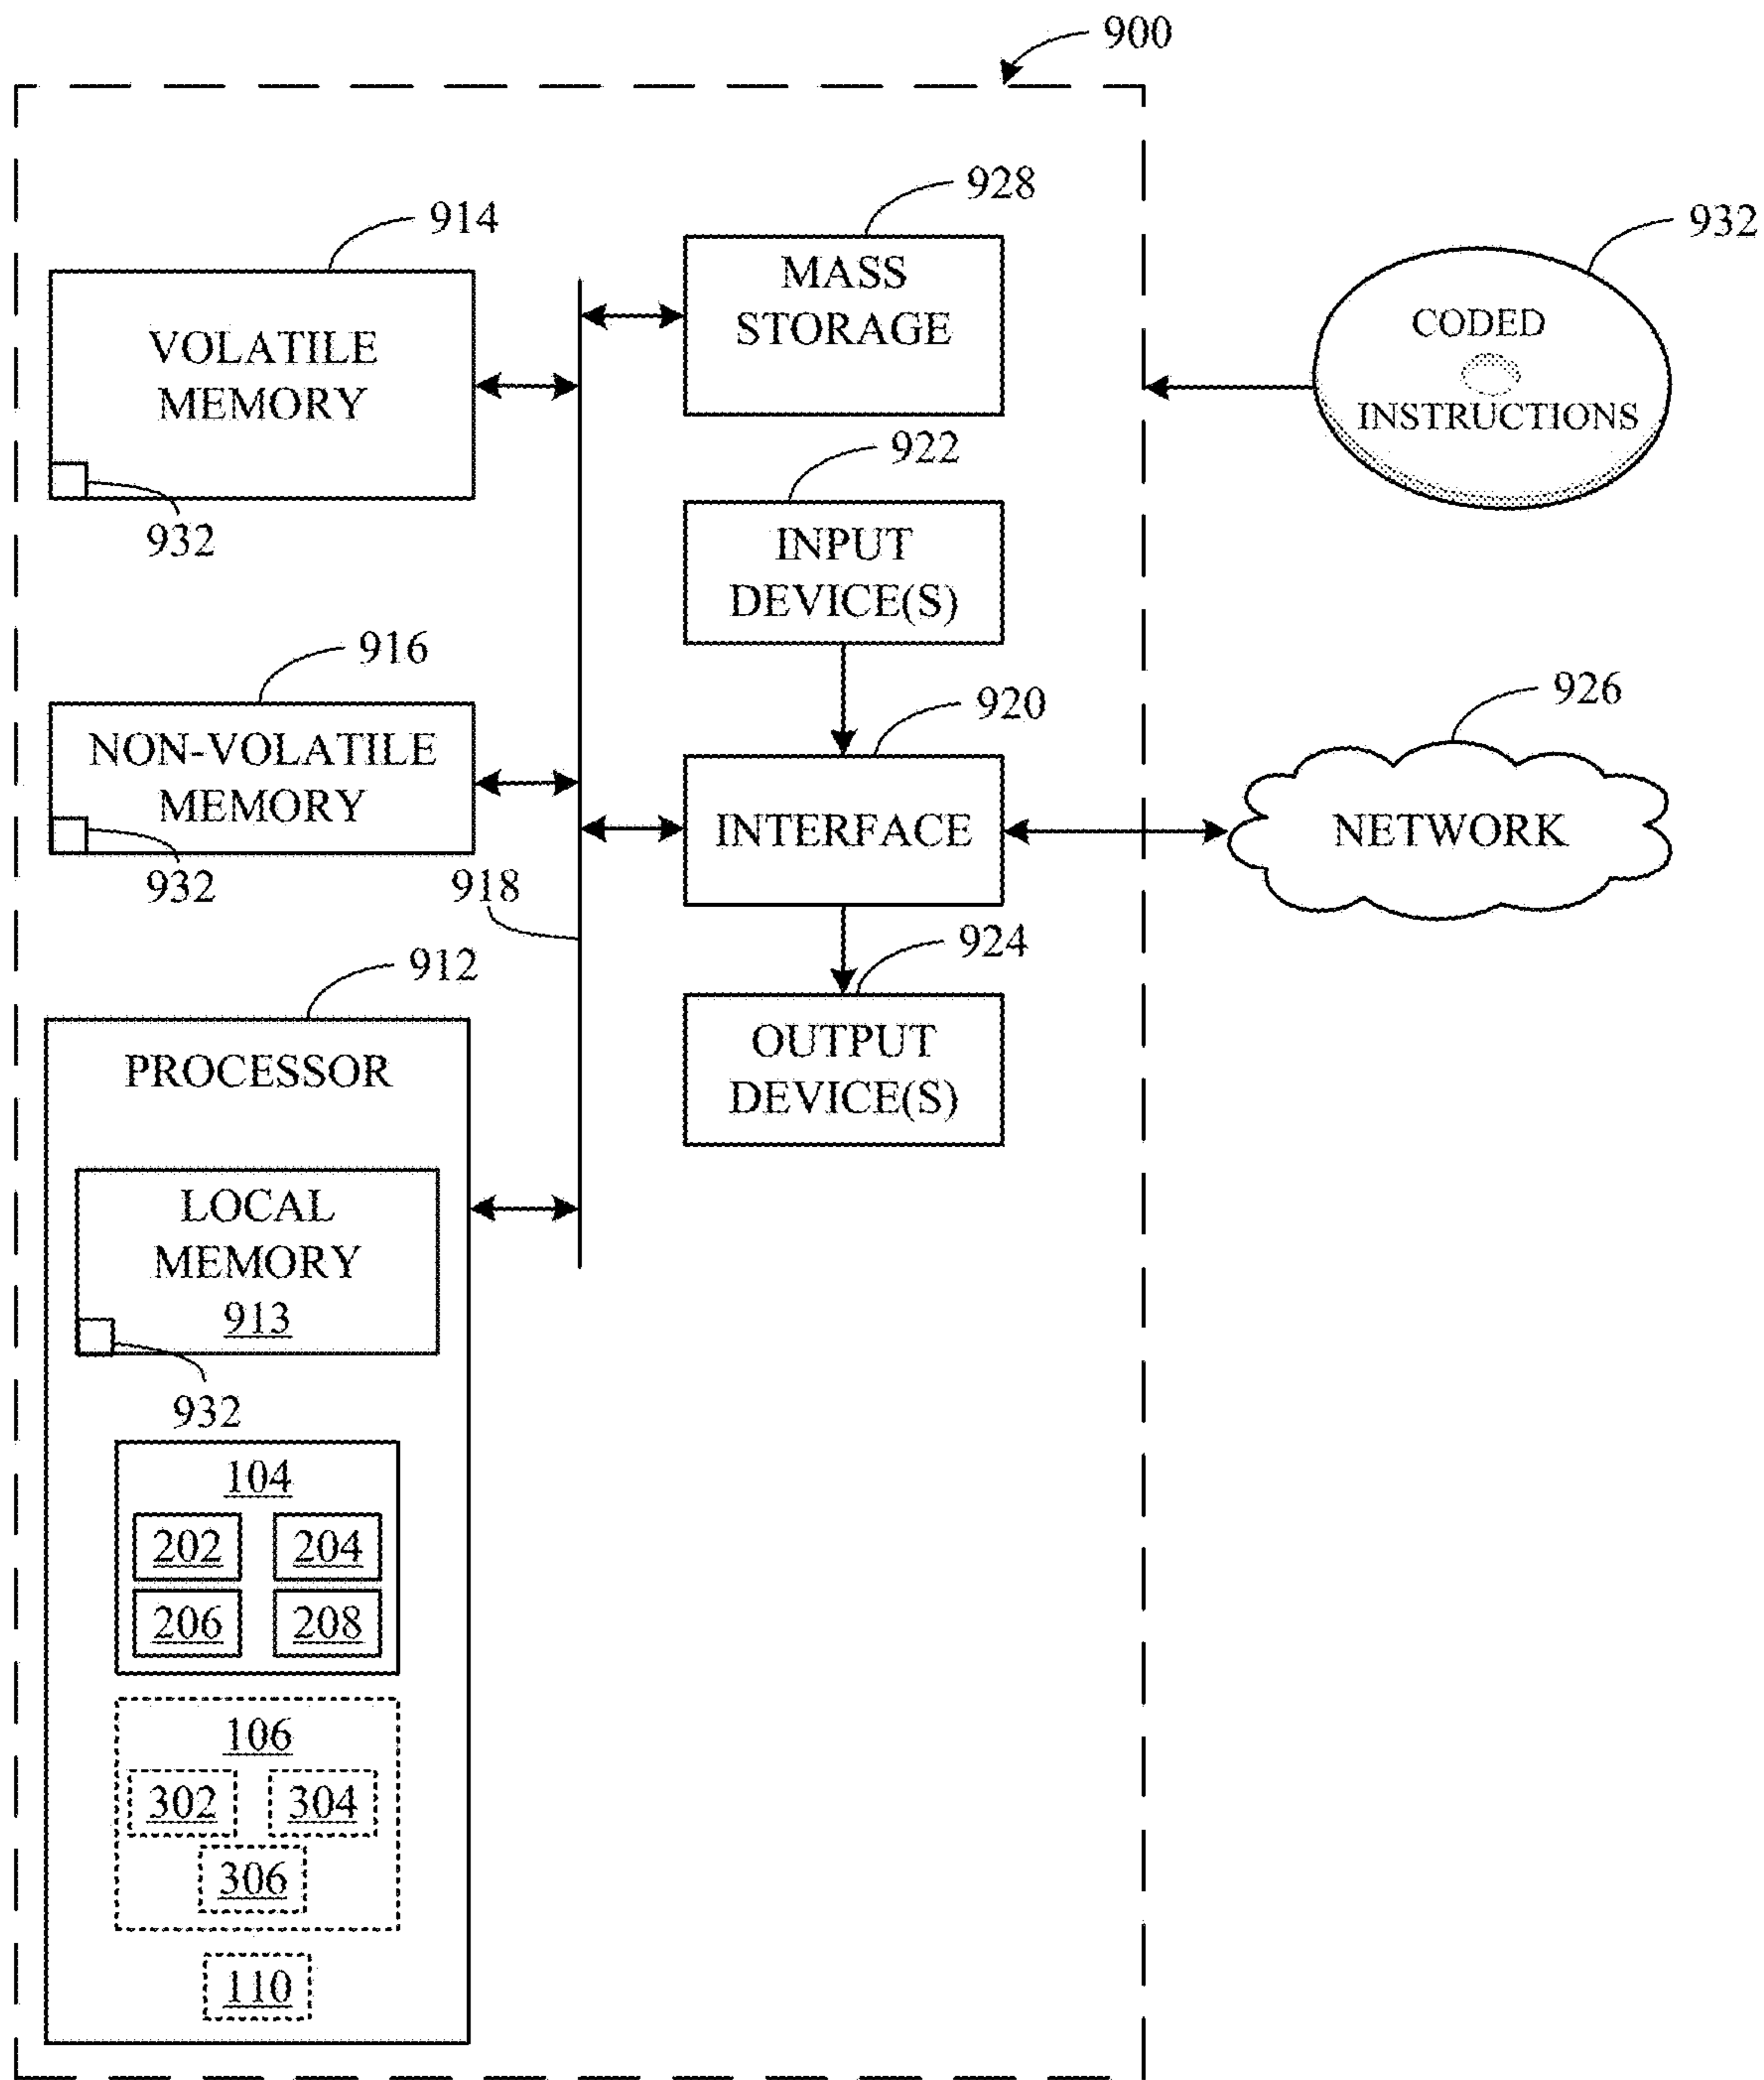 900
928
914
932
MASS
STORAGE
VOLATILE
MEMORY
CODED
INSTRUCTIONS
922
932
INPUT
DEVICE(S)
916
920
926
NON-VOLATILE
MEMORY
INTERFACE
NETWORK
932
918
924
912
OUTPUT
DEVICE(S)
PROCESSOR
LOCAL
MEMORY
913
932
104
202 204
206 208
106
302 304
306
110